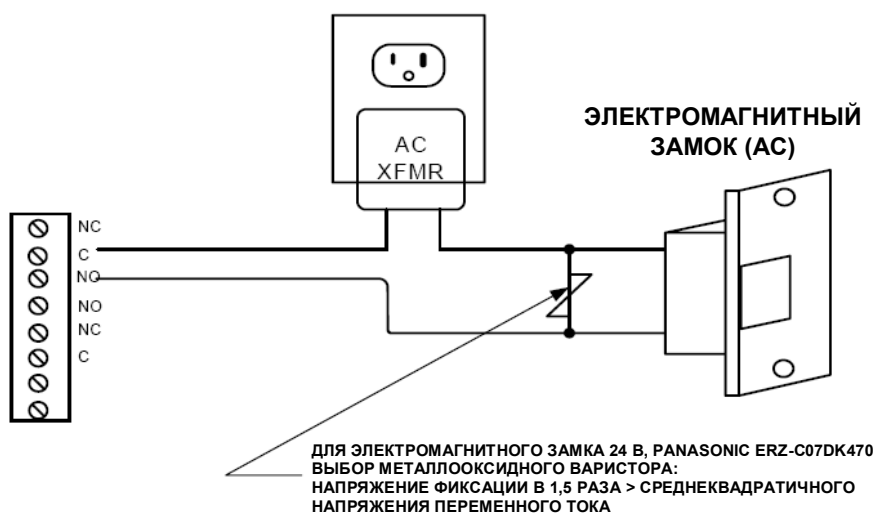 AC
XFMR
ЭЛЕКТРОМАГНИТНЫЙ
ЗАМОК (AC)
NC
C
NO
NO
NC
C
ДЛЯ ЭЛЕКТРОМАГНИТНОГО ЗАМКА 24 В, PANASONIC ERZ-C07DK470
ВЫБОР МЕТАЛЛООКСИДНОГО ВАРИСТОРА:
НАПРЯЖЕНИЕ ФИКСАЦИИ В 1,5 РАЗА > СРЕДНЕКВАДРАТИЧНОГО
НАПРЯЖЕНИЯ ПЕРЕМЕННОГО ТОКА